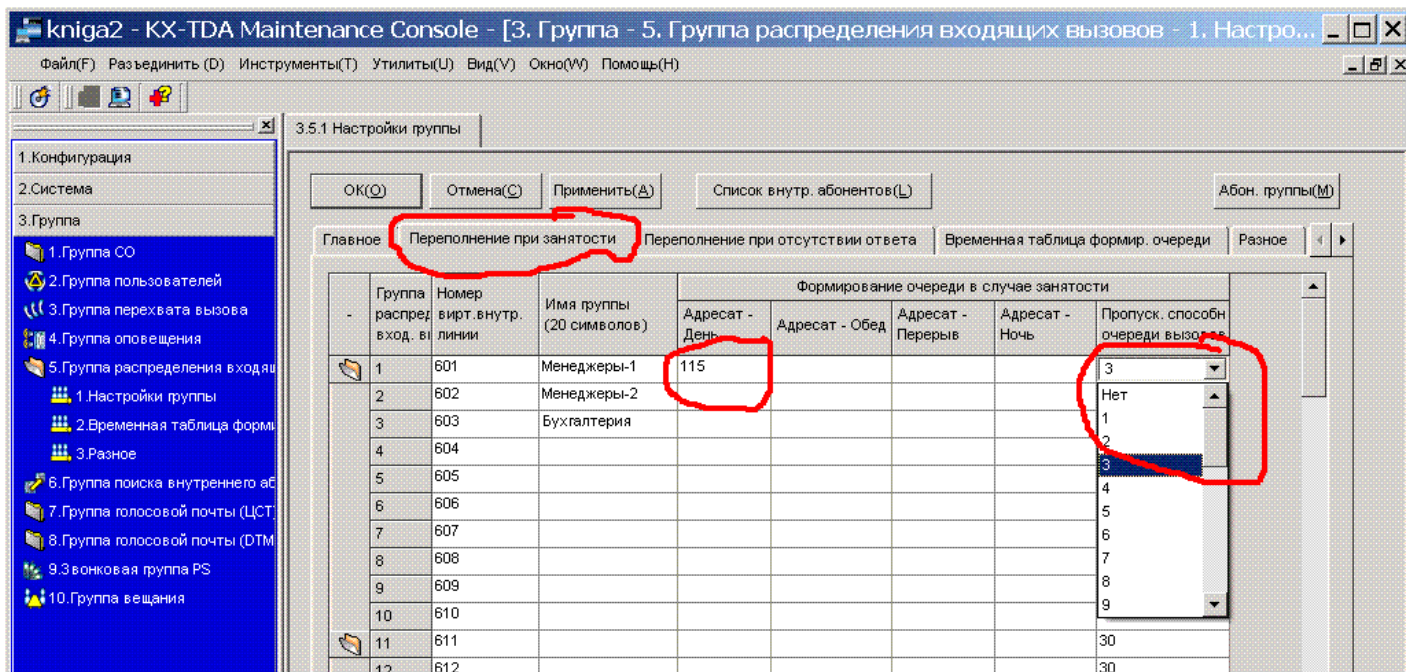 kniga2 - KX-TDA Maintenance Console - [3. Группа - 5. Группа распределения входящих вызовов - 1. Настро...
Файл(F) Разъединить (D) Инструменты(T) Утилиты(U) Вид(V) Окно(W) Помощь(H)
3.5.1 Настройки группы
1.Конфигурация
2.Система
3.Группа
1.Группа CO
2.Группа пользователей
3.Группа перехвата вызова
4.Группа оповещения
5.Группа распределения входящ
1.Настройки группы
2.Временная таблица форми
3.Разное
6.Группа поиска внутреннего аб
7.Группа голосовой почты (ЦСТ)
8.Группа голосовой почты (DTM
9.Звонковая группа PS
10.Группа вещания
OK(O) Отмена(C) Применить(A) Список внутр. абонентов(L) Абон. группы(M)
Главное Переполнение при занятости Переполнение при отсутствии ответа Временная таблица формир. очереди Разное
Формирование очереди в случае занятости
- Группа распред вход. вы Номер вирт.внутр. линии Имя группы (20 символов) Адресат - День Адресат - Обед Адресат - Перерыв Адресат - Ночь Пропуск. способн очереди вызовов
1 601 Менеджеры-1 115 3
2 602 Менеджеры-2 Нет
3 603 Бухгалтерия 1
4 604 2
5 605 3
6 606 4
7 607 5
8 608 6
9 609 7
10 610 8
9
11 611 30
12 612 30